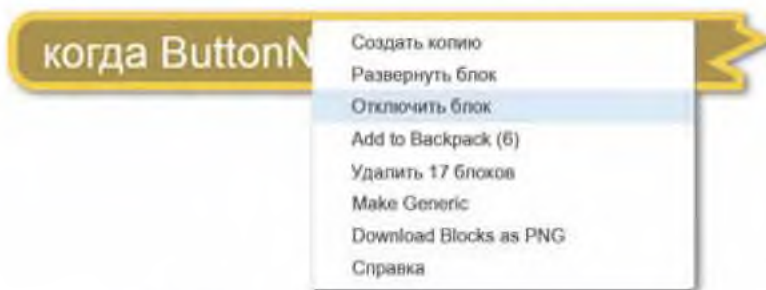 когда ButtonN
Создать копию
Развернуть блок
Отключить блок
Add to Backpack (6)
Удалить 17 блоков
Make Generic
Download Blocks as PNG
Справка